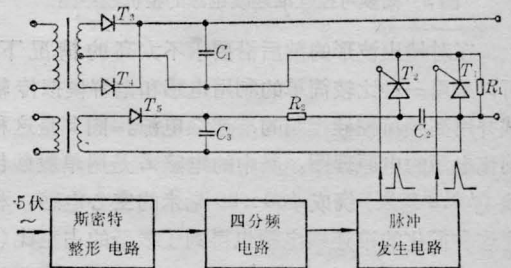 T₃
C₁
T₄
T₂
T₁
R₁
T₅
R₂
C₂
C₃
5伏
~
斯密特
整形电路
四分频
电路
脉冲
发生电路